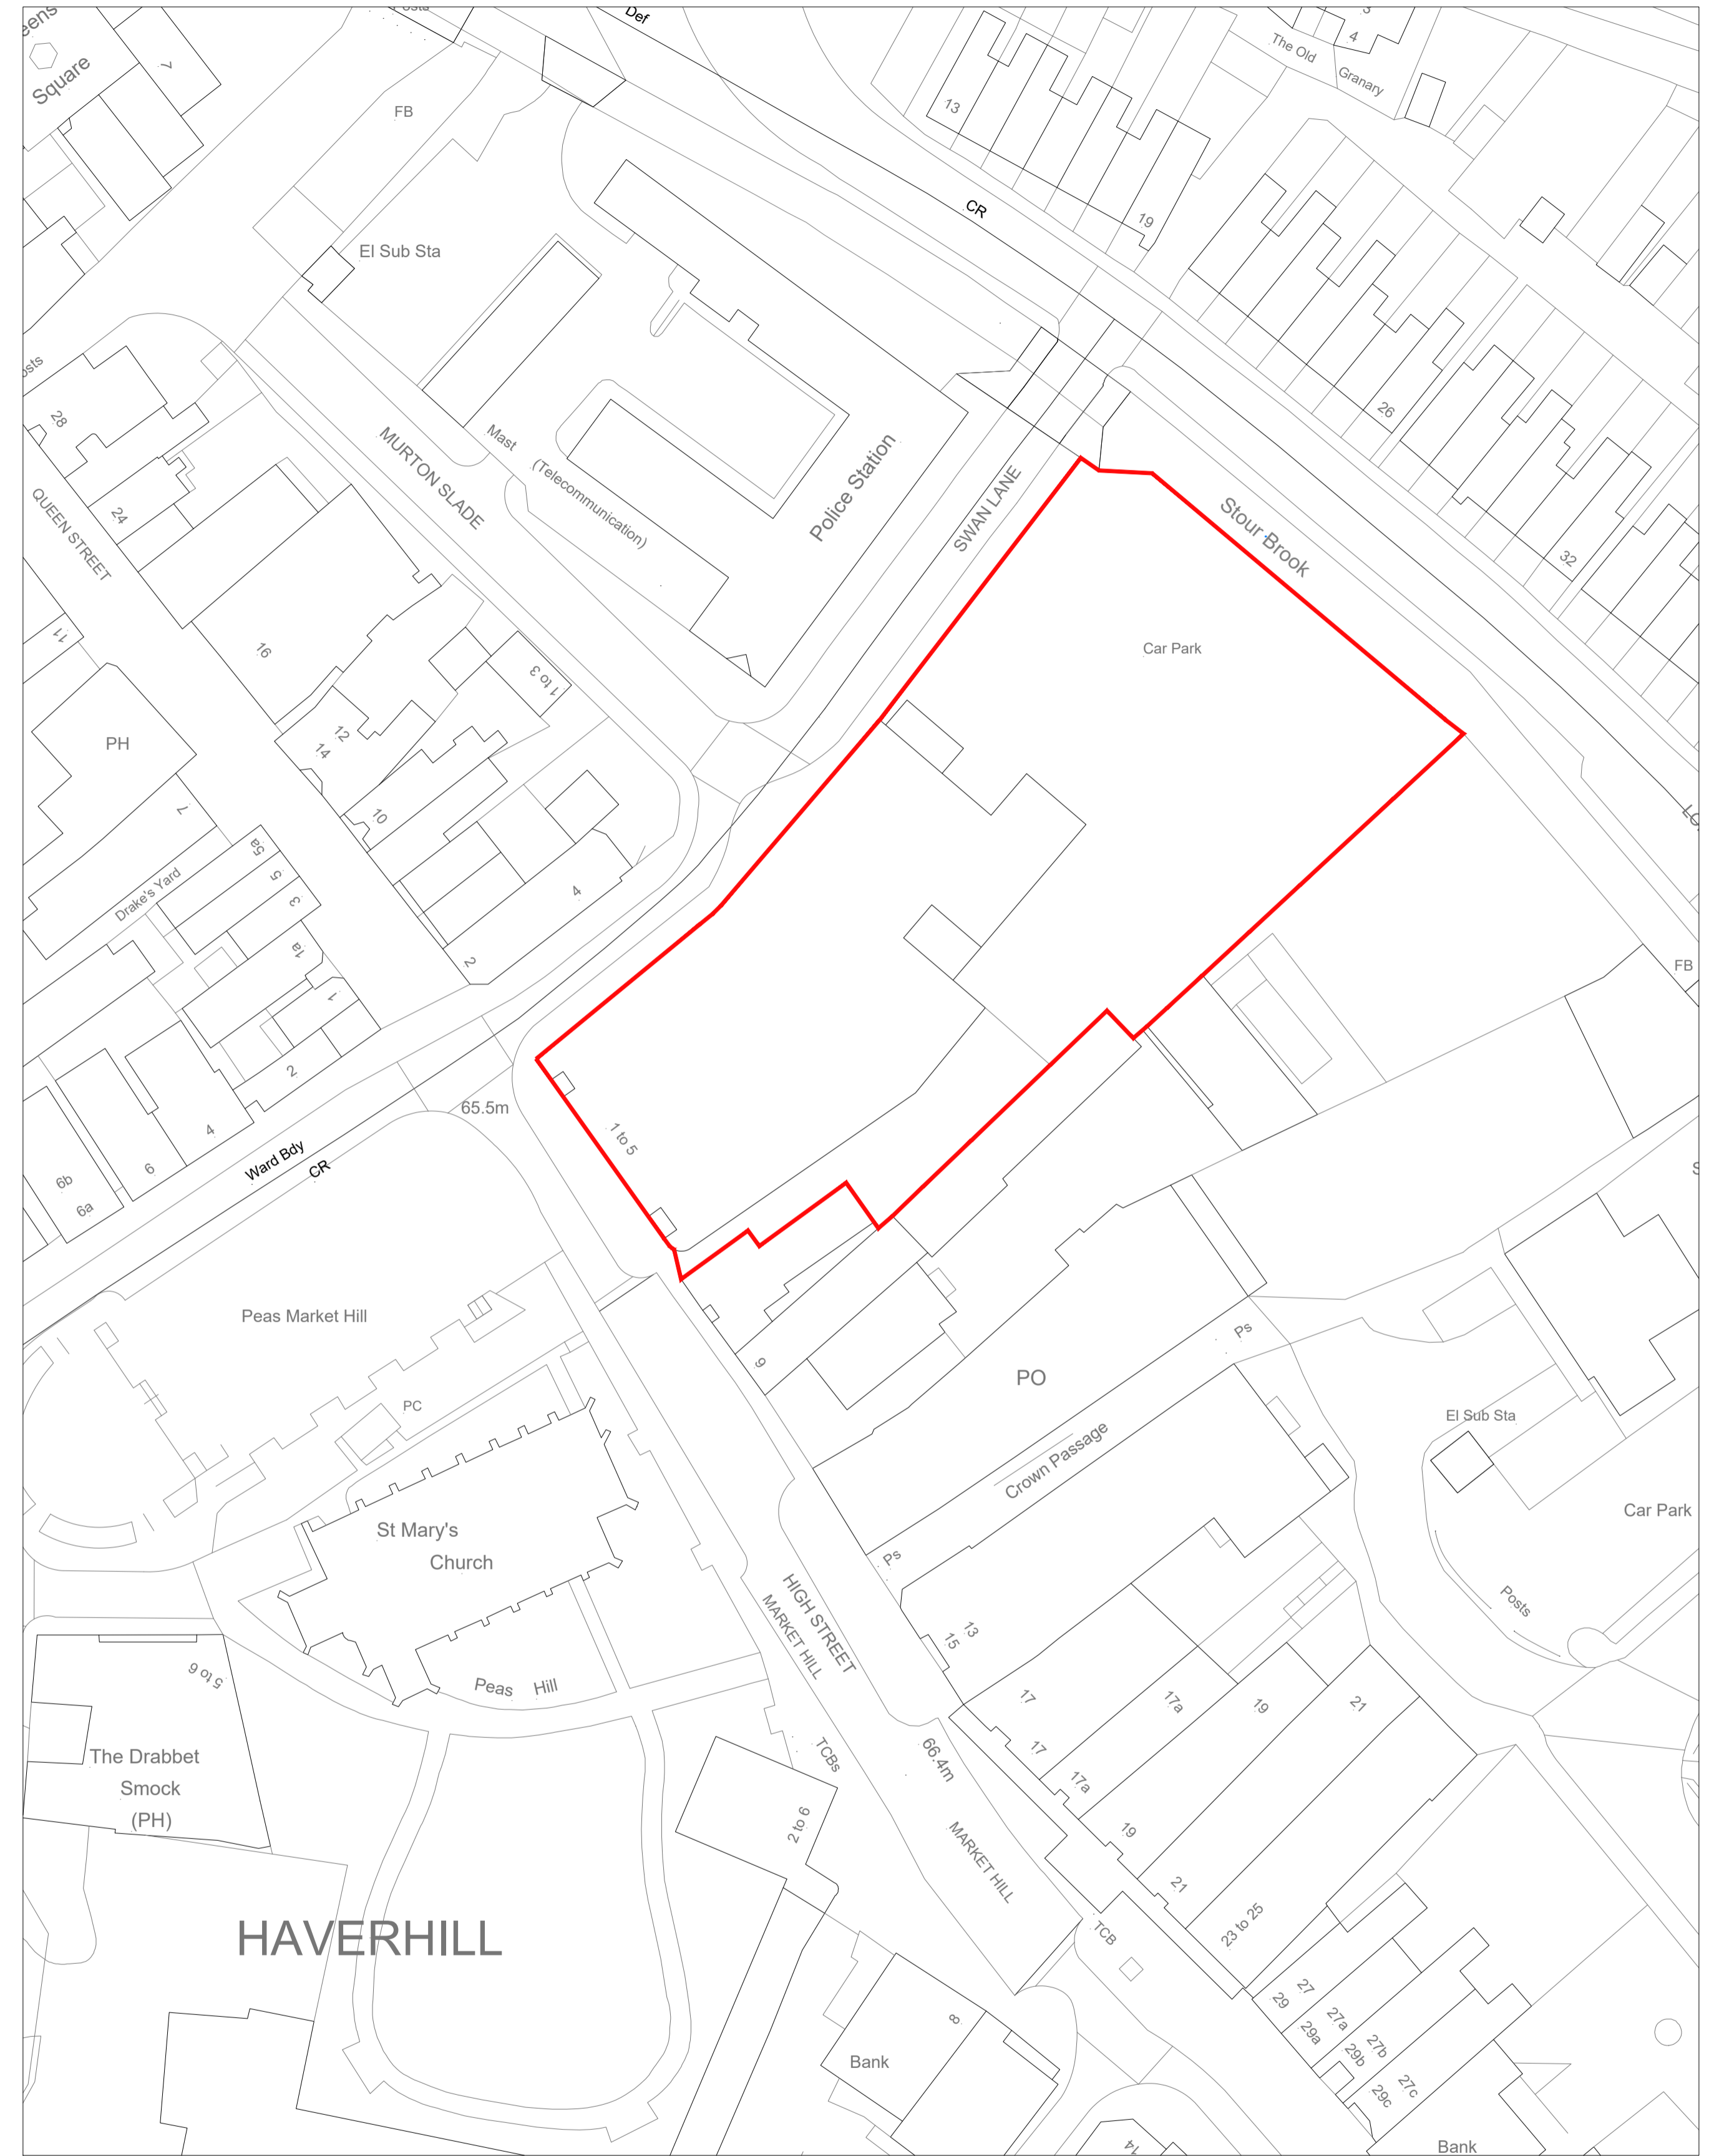 Square
7
Def
3
4
The Old
Granary
13
FB
CR
19
El Sub Sta
28
Mast
(Telecommunication)
MURTON SLADE
26
QUEEN STREET
24
Police Station
SWAN LANE
Stour Brook
32
11
16
1 to 3
Car Park
PH
12
14
7
10
5a
5
3
Drake's Yard
4
1a
2
1
FB
2
65.5m
1 to 5
4
Ward Bdy
CR
6
6b
6a
Peas Market Hill
Ps
9
PO
PC
El Sub Sta
Crown Passage
Car Park
St Mary's
Church
Ps
HIGH STREET
MARKET HILL
Posts
13
15
5 to 6
Peas Hill
17
17a
19
21
The Drabbet
Smock
(PH)
TCBs
66.4m
17
17a
2 to 6
19
MARKET HILL
21
23 to 25
HAVERHILL
TCB
27
29
27a
29a
27b
29b
8
Bank
27c
29c
14
Bank